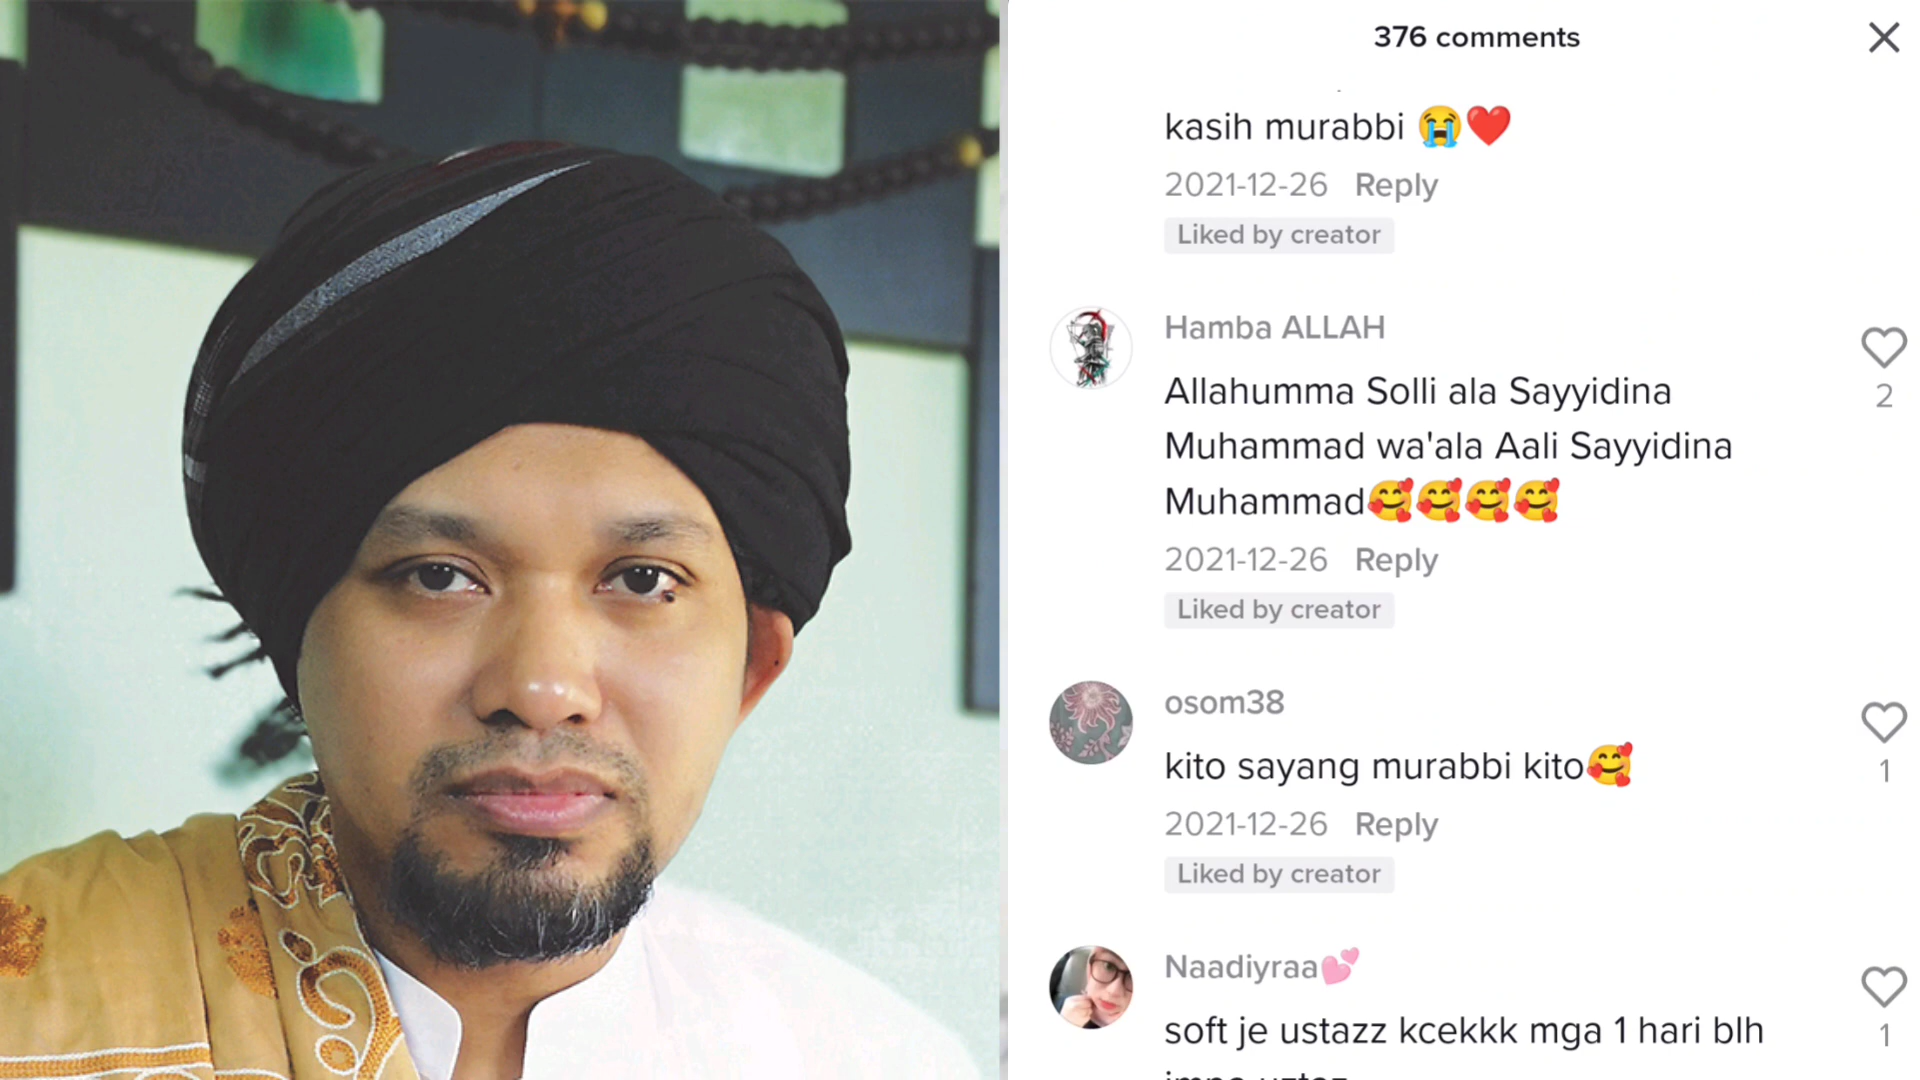 376 comments
kasih murabbi 😭❤️
2021-12-26 Reply
Liked by creator
Hamba ALLAH
Allahumma Solli ala Sayyidina
Muhammad wa'ala Aali Sayyidina
Muhammad🥰🥰🥰🥰
2
2021-12-26 Reply
Liked by creator
osom38
kito sayang murabbi kito🥰
1
2021-12-26 Reply
Liked by creator
Naadiyraa💕
soft je ustazz kcekkk mga 1 hari blh
1